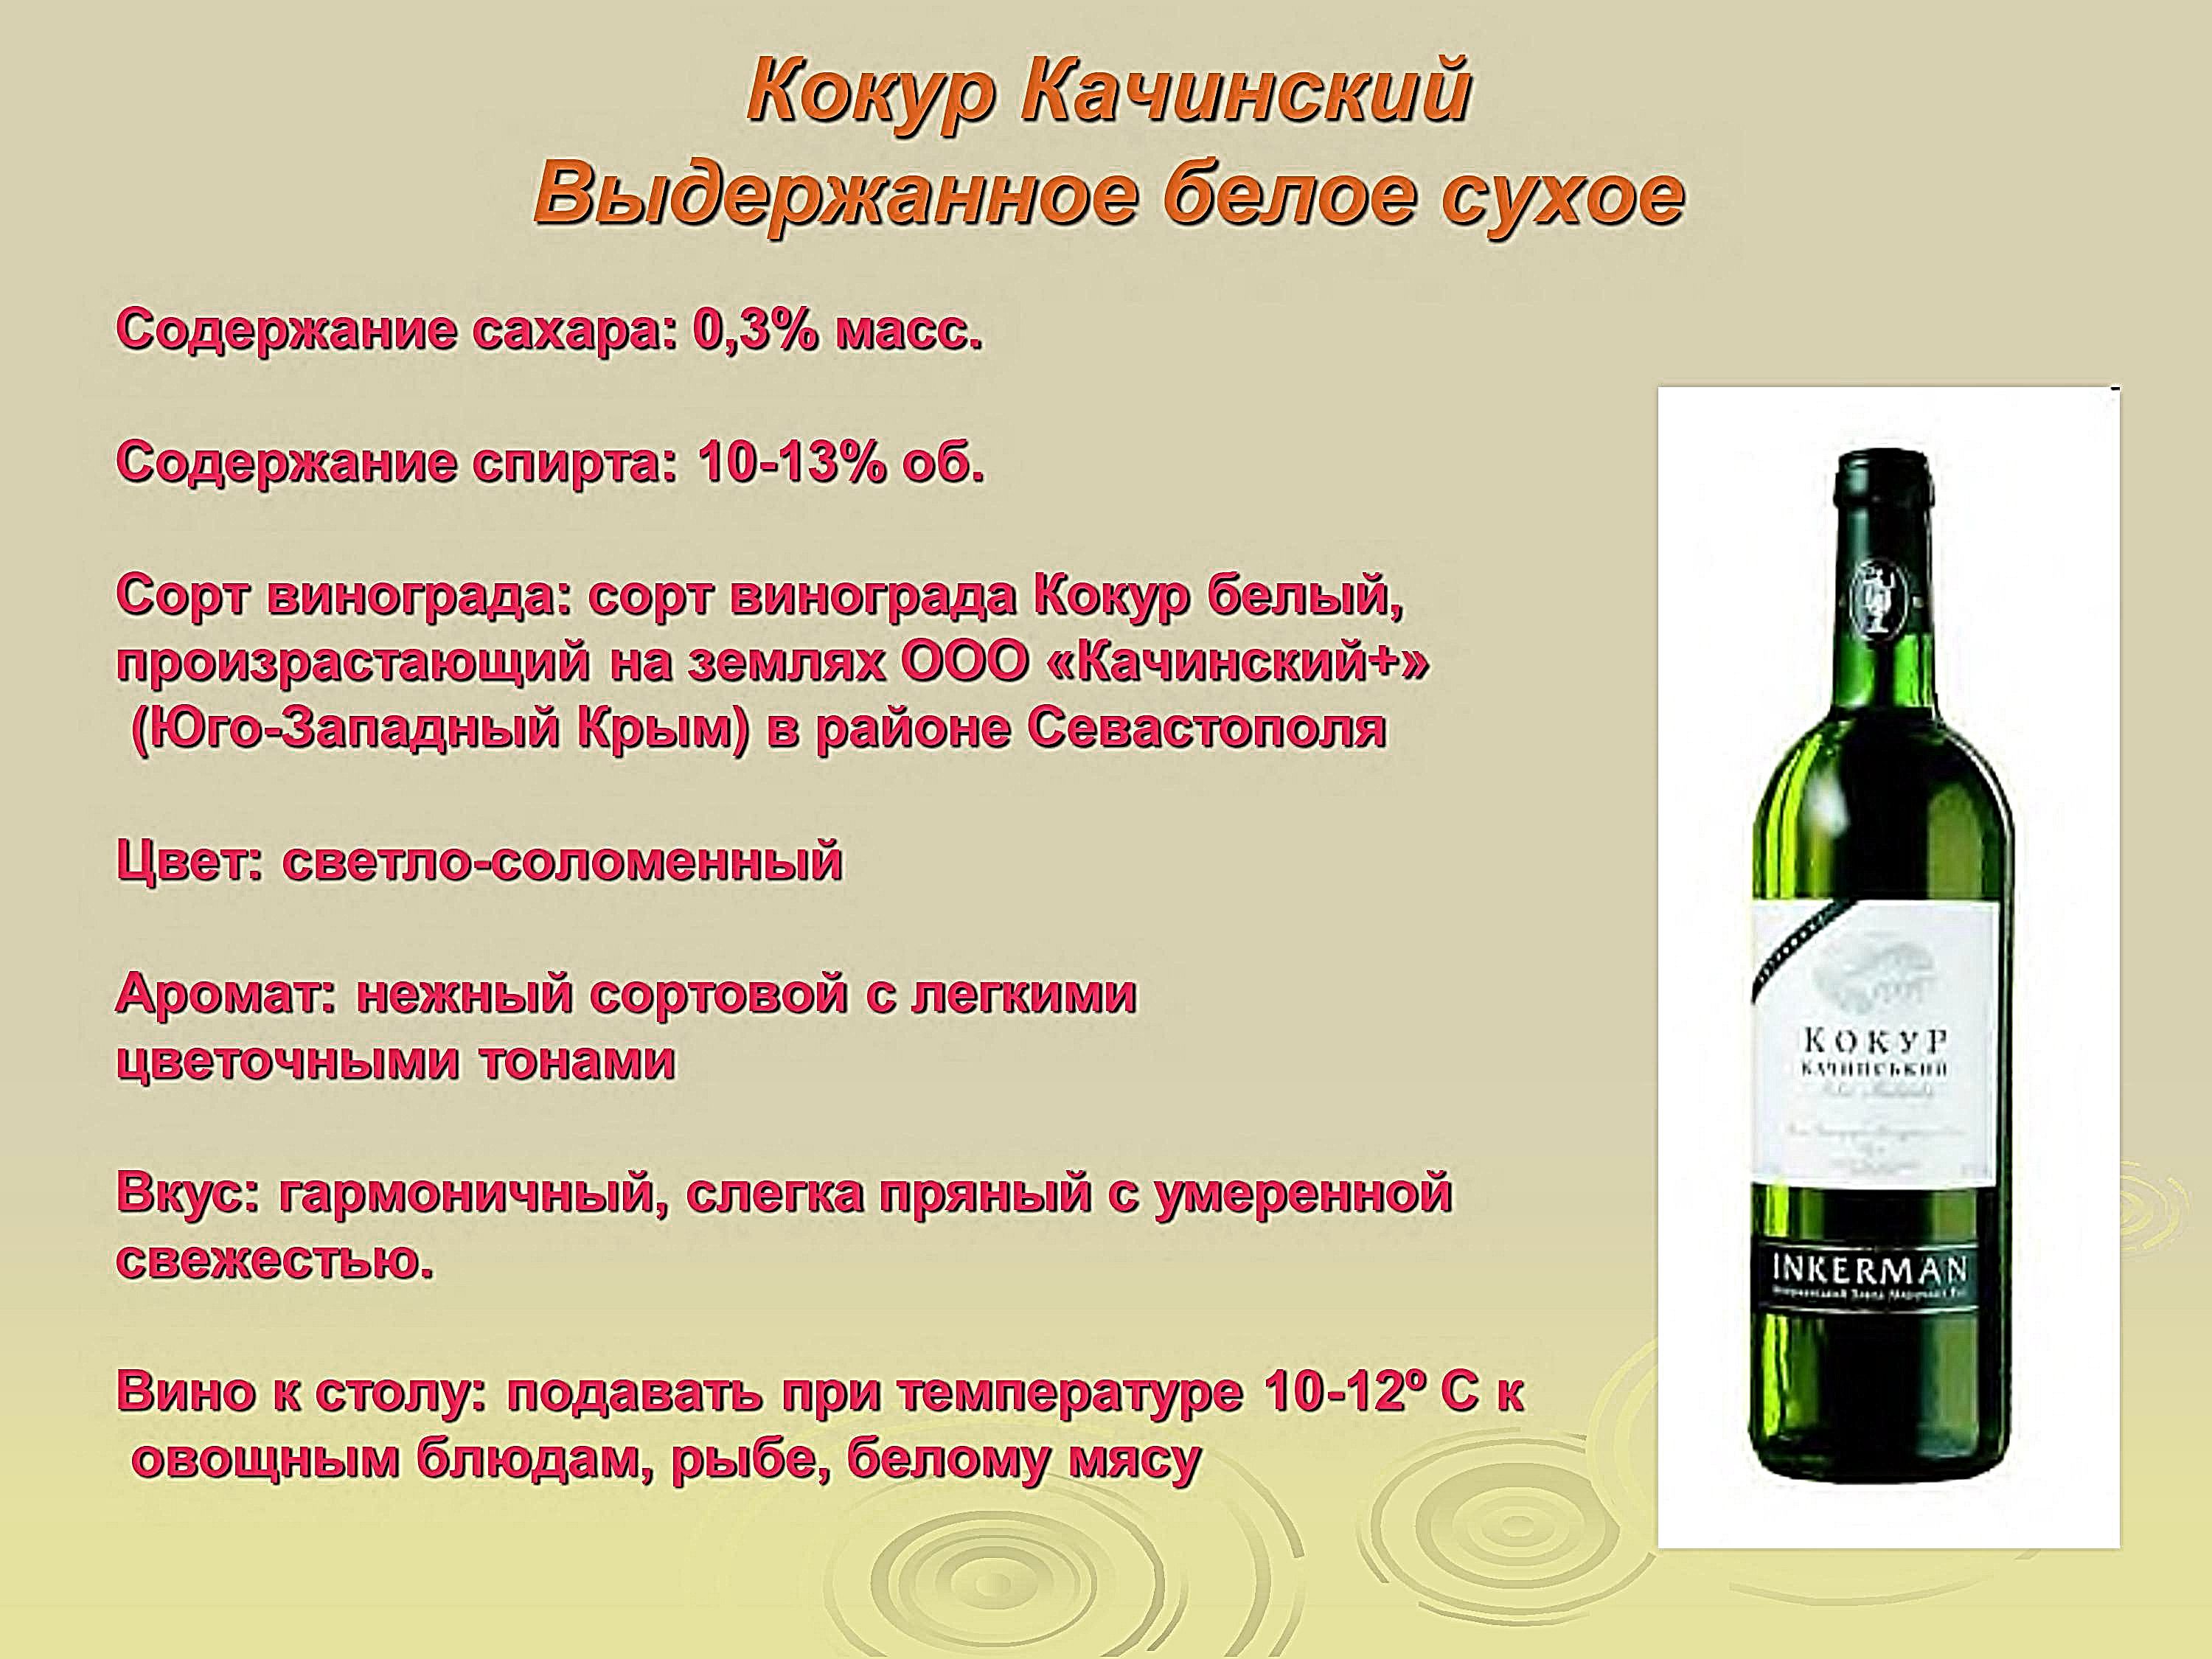 Кокур Качинский
Выдержанное белое сухое
Содержание сахара: 0,3% масс.
Содержание спирта: 10-13% об.
Сорт винограда: сорт винограда Кокур белый,
произрастающий на землях ООО «Качинский+»
(Юго-Западный Крым) в районе Севастополя
Цвет: светло-соломенный
Аромат: нежный сортовой с легкими
цветочными тонами
Вкус: гармоничный, слегка пряный с умеренной
свежестью.
Вино к столу: подавать при температуре 10-12º С к
овощным блюдам, рыбе, белому мясу
КОКУР
КАЧИНСЬКИЙ
INKERMAN